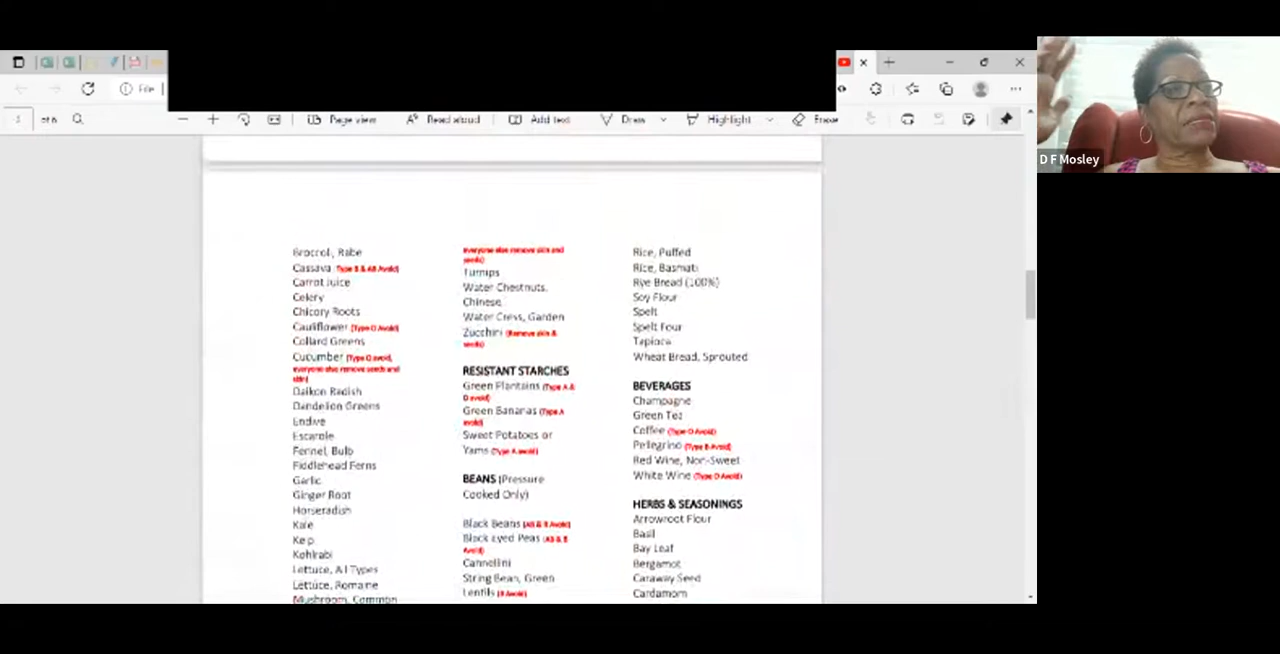 File
of 6
Page view
Read aloud
Add text
Draw
Highlight
Erase
D F Mosley
Broccoli, Rabe
Cassava (Type B & AB Avoid)
Carrot Juice
Celery
Chicory Roots
Cauliflower (Type O Avoid)
Collard Greens
Cucumber (Type O avoid,
everyone else remove seeds and
skin)
Daikon Radish
Dandelion Greens
Endive
Escarole
Fennel, Bulb
Fiddlehead Ferns
Garlic
Ginger Root
Horseradish
Kale
Kelp
Kohlrabi
Lettuce, All Types
Lettuce, Romaine
Mushroom, Common
everyone else remove skin and
seeds)
Turnips
Water Chestnuts,
Chinese
Water Cress, Garden
Zucchini (Remove skin &
seeds)
RESISTANT STARCHES
Green Plantains (Type A &
O avoid)
Green Bananas (Type A
avoid)
Sweet Potatoes or
Yams (Type A avoid)
BEANS (Pressure
Cooked Only)
Black Beans (AB & B Avoid)
Black Eyed Peas (AB & B
Avoid)
Cannellini
String Bean, Green
Lentils (B Avoid)
Rice, Puffed
Rice, Basmati
Rye Bread (100%)
Soy Flour
Spelt
Spelt Four
Tapioca
Wheat Bread, Sprouted
BEVERAGES
Champagne
Green Tea
Coffee (Type O Avoid)
Pellegrino (Type B Avoid)
Red Wine, Non-Sweet
White Wine (Type O Avoid)
HERBS & SEASONINGS
Arrowroot Flour
Basil
Bay Leaf
Bergamot
Caraway Seed
Cardamom